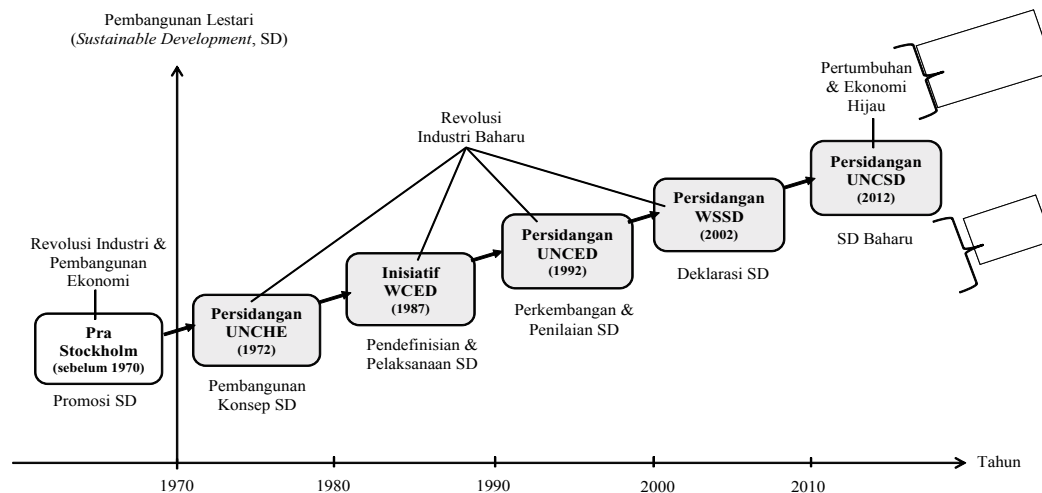 Pembangunan Lestari
(Sustainable Development, SD)
Pertumbuhan
& Ekonomi
Hijau
Revolusi
Industri Baharu
Persidangan
UNCSD
(2012)
Persidangan
WSSD
(2002)
Revolusi Industri &
Pembangunan
Ekonomi
Persidangan
UNCED
(1992)
SD Baharu
Inisiatif
WCED
(1987)
Deklarasi SD
Persidangan
UNCHE
(1972)
Perkembangan &
Penilaian SD
Pra
Stockholm
(sebelum 1970)
Pendefinisian &
Pelaksanaan SD
Promosi SD
Pembangunan
Konsep SD
Tahun
1970 1980 1990 2000 2010